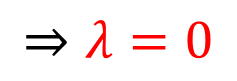 ⇒ λ = 0